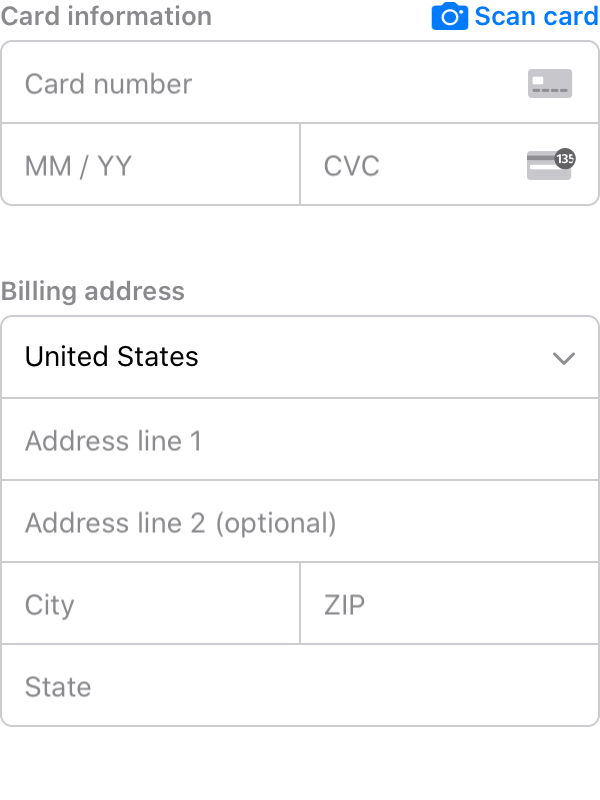 Card information
Scan card
Card number
MM / YY
CVC
135
Billing address
United States
Address line 1
Address line 2 (optional)
City
ZIP
State